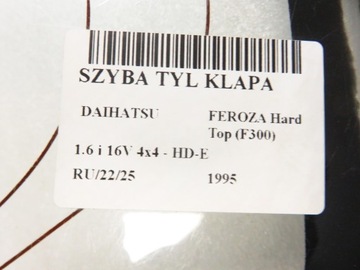 SZYBA TYL KLAPA
DAIHATSU FEROZA Hard
Top (F300)
1.6 i 16V 4x4 - HD-E
RU/22/25 1995